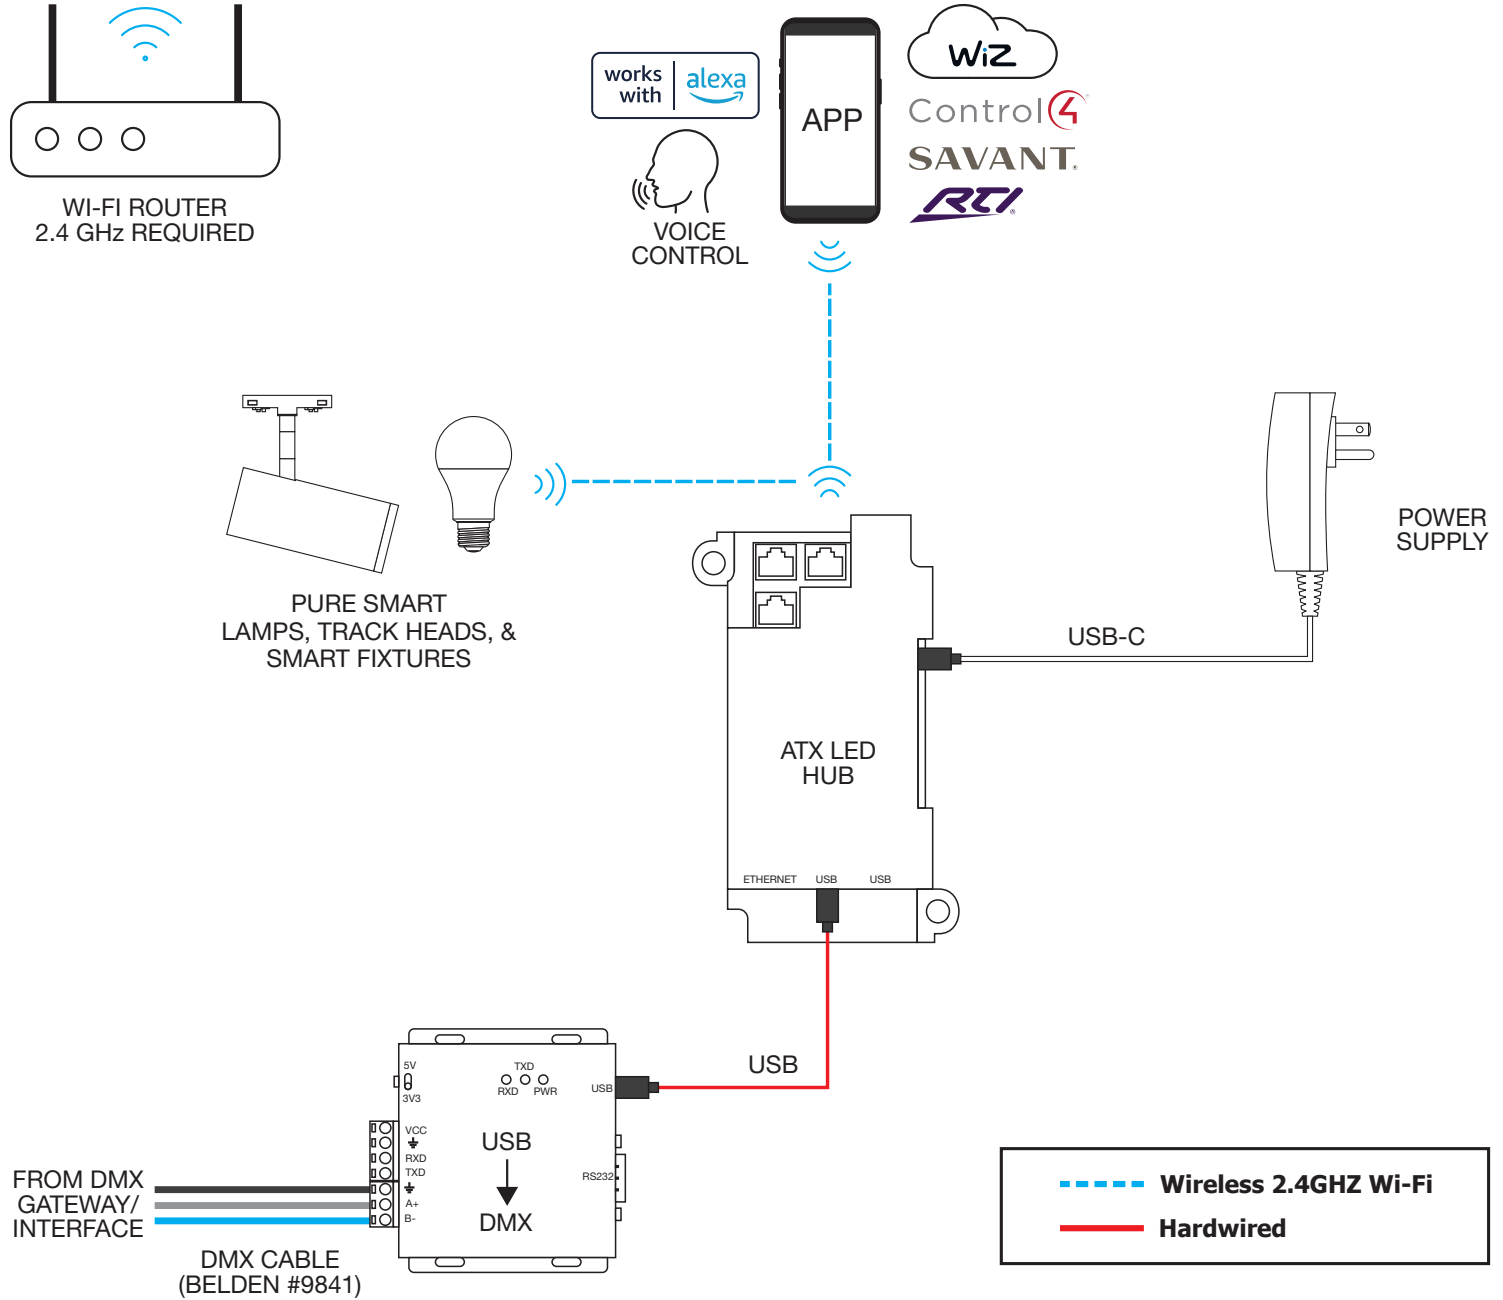 WI-FI ROUTER
2.4 GHz REQUIRED
works
with
alexa
VOICE
CONTROL
APP
WiZ
Control4
SAVANT.
RTI
PURE SMART
LAMPS, TRACK HEADS, &
SMART FIXTURES
POWER
SUPPLY
USB-C
ATX LED
HUB
ETHERNET USB USB
USB
5V
3V3
TXD
RXD PWR
USB
VCC
RXD
TXD
A+
B-
USB
DMX
RS232
FROM DMX
GATEWAY/
INTERFACE
DMX CABLE
(BELDEN #9841)
Wireless 2.4GHZ Wi-Fi
Hardwired